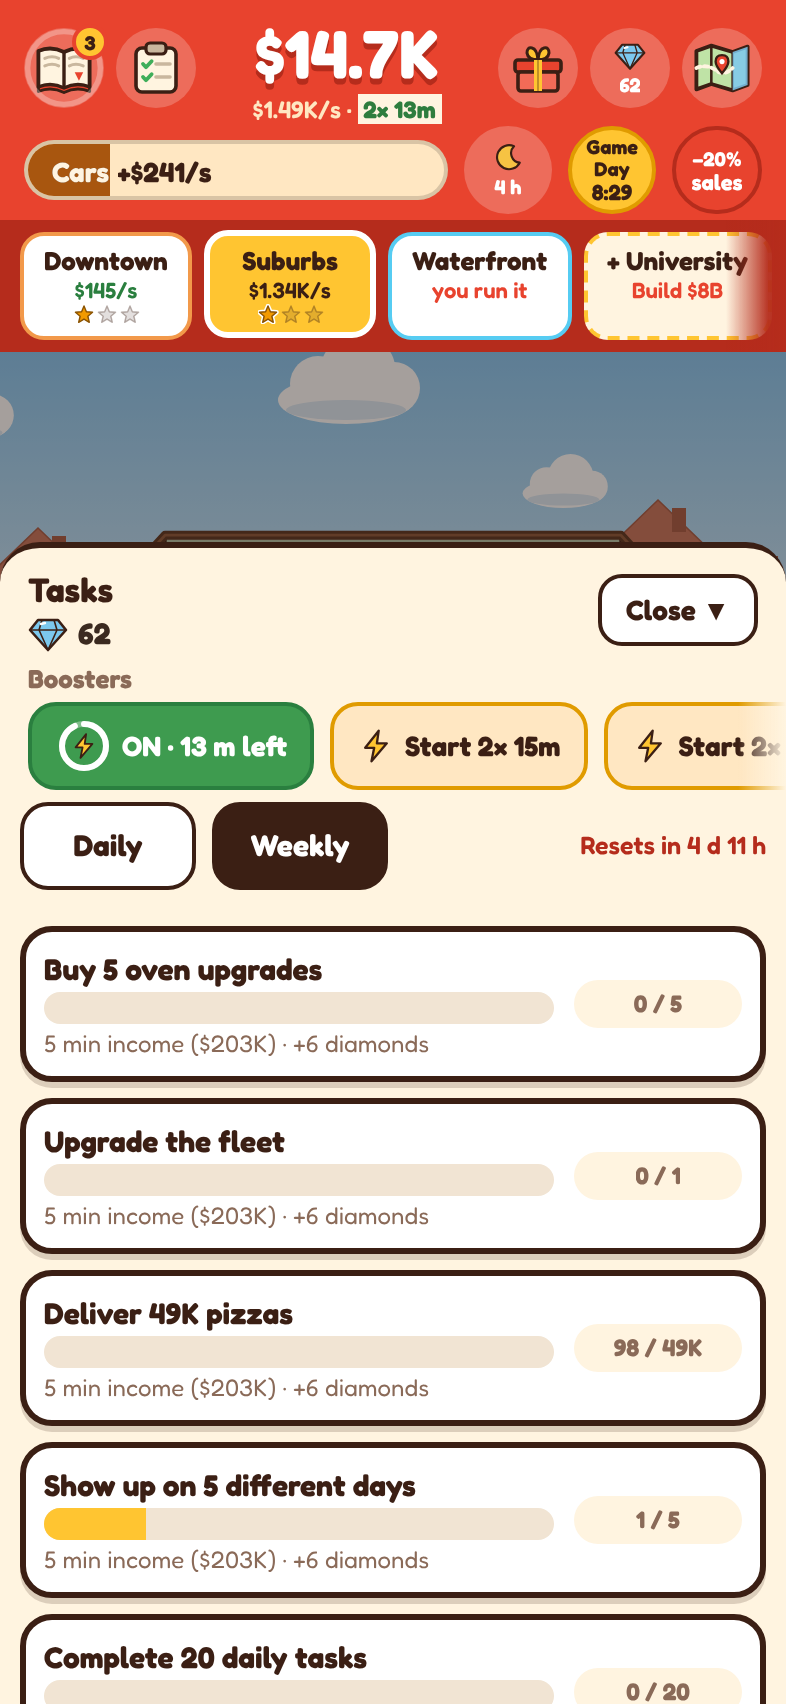 3
$14.7K
$1.49K/s · 2x 13m
62
Cars +$241/s
4 h
Game
Day
8:29
−20%
sales
Downtown
$145/s
Suburbs
$1.34K/s
Waterfront
you run it
+ University
Build $8B
Tasks
62
Close ▼
Boosters
ON · 13 m left
Start 2x 15m
Start 2x
Daily
Weekly
Resets in 4 d 11 h
Buy 5 oven upgrades
0 / 5
5 min income ($203K) · +6 diamonds
Upgrade the fleet
0 / 1
5 min income ($203K) · +6 diamonds
Deliver 49K pizzas
98 / 49K
5 min income ($203K) · +6 diamonds
Show up on 5 different days
1 / 5
5 min income ($203K) · +6 diamonds
Complete 20 daily tasks
0 / 20